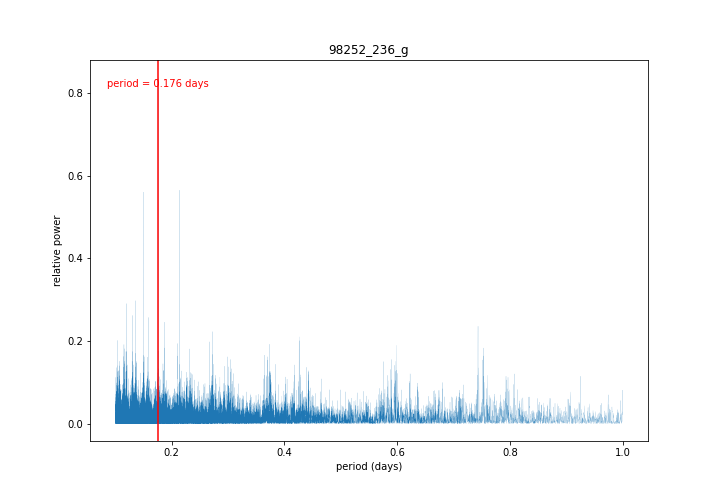 98252_236_g
period = 0.176 days
0.8
0.6
0.4
0.2
0.0
relative power
0.2 0.4 0.6 0.8 1.0
period (days)